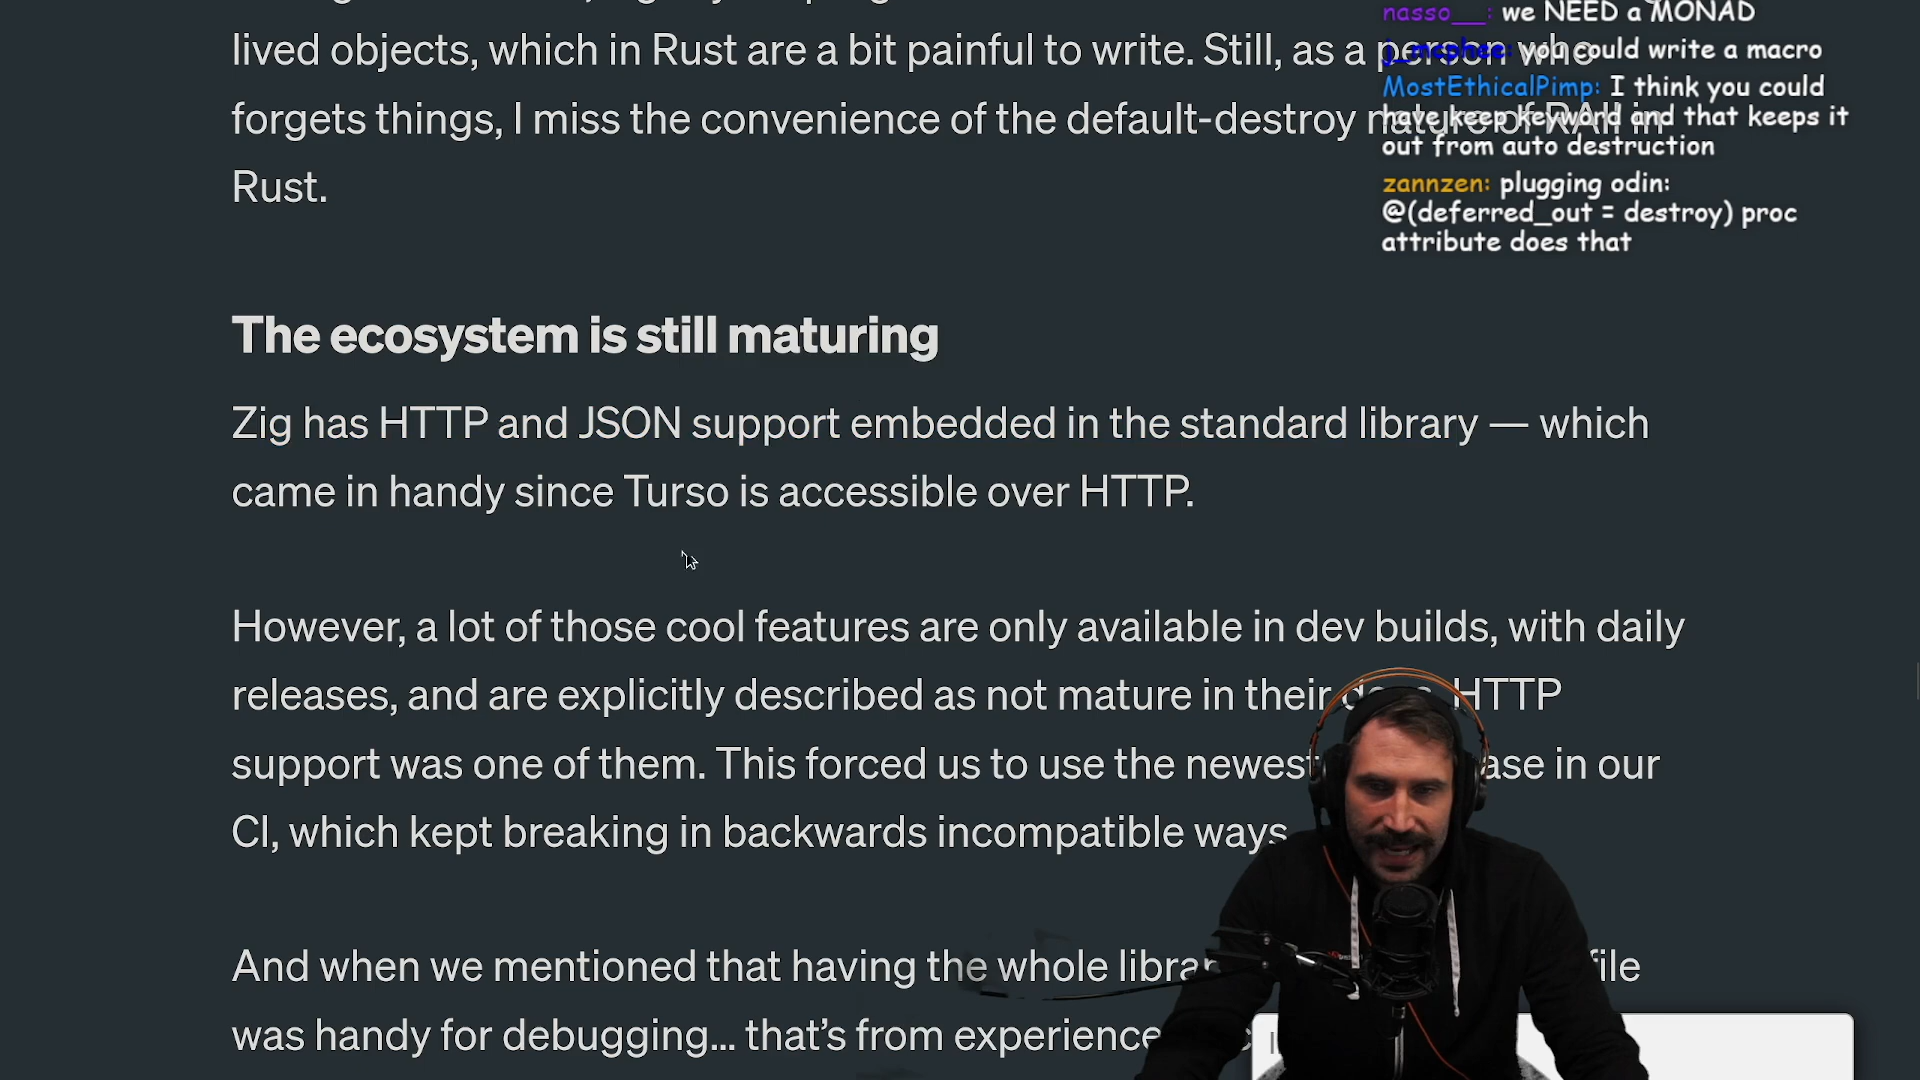 lived objects, which in Rust are a bit painful to write. Still, as a person who
forgets things, I miss the convenience of the default-destroy nature of RAII in
Rust.
The ecosystem is still maturing
Zig has HTTP and JSON support embedded in the standard library — which
came in handy since Turso is accessible over HTTP.
However, a lot of those cool features are only available in dev builds, with daily
releases, and are explicitly described as not mature in their HTTP
support was one of them. This forced us to use the newest in our
CI, which kept breaking in backwards incompatible ways
And when we mentioned that having the whole file
was handy for debugging... that's from experience
nasso__: we NEED a MONAD
j_mcphee: you could write a macro
MostEthicalPimp: I think you could
have keep keyword and that keeps it
out from auto destruction
zannzen: plugging odin:
@(deferred_out = destroy) proc
attribute does that